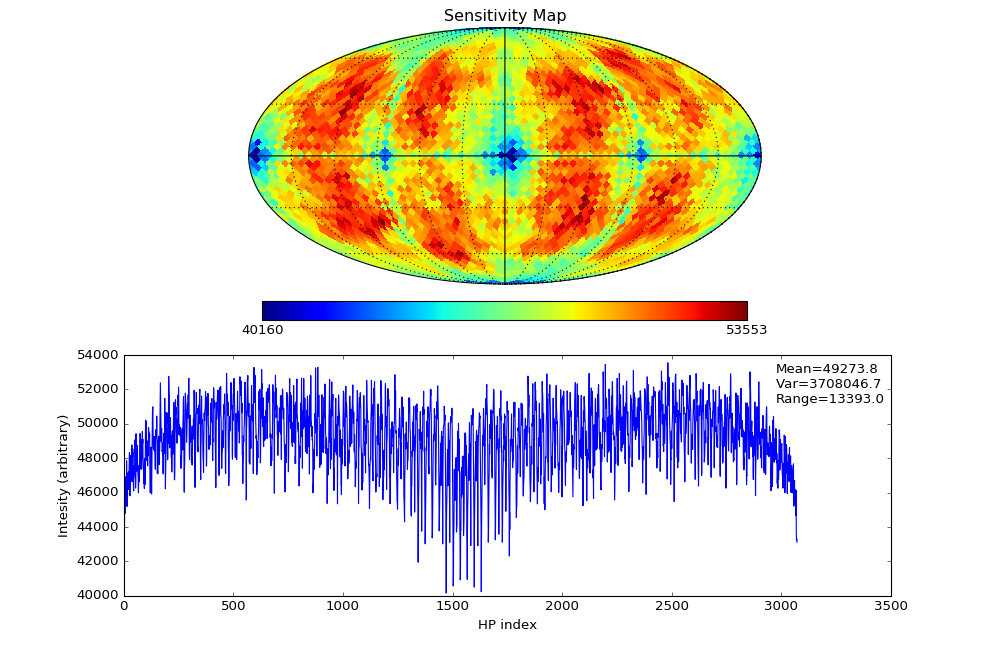 Sensitivity Map
40160 53553
54000
52000
50000
48000
46000
44000
42000
40000
Intesity (arbitrary)
Mean=49273.8
Var=3708046.7
Range=13393.0
0 500 1000 1500 2000 2500 3000 3500
HP index